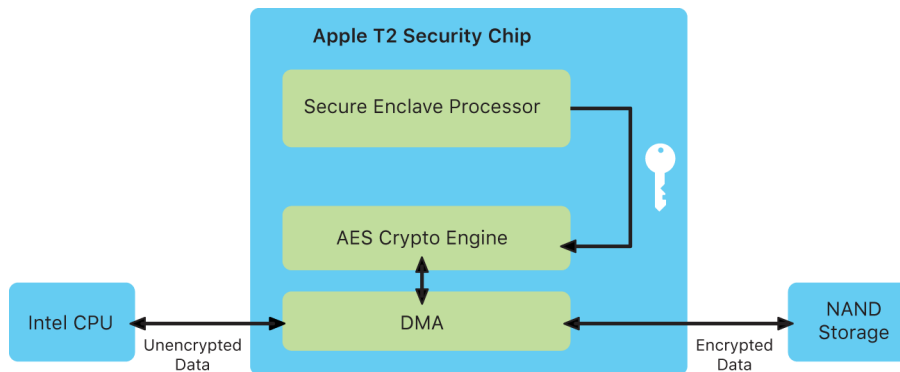 Apple T2 Security Chip
Secure Enclave Processor
AES Crypto Engine
Intel CPU
Unencrypted
Data
DMA
Encrypted
Data
NAND
Storage